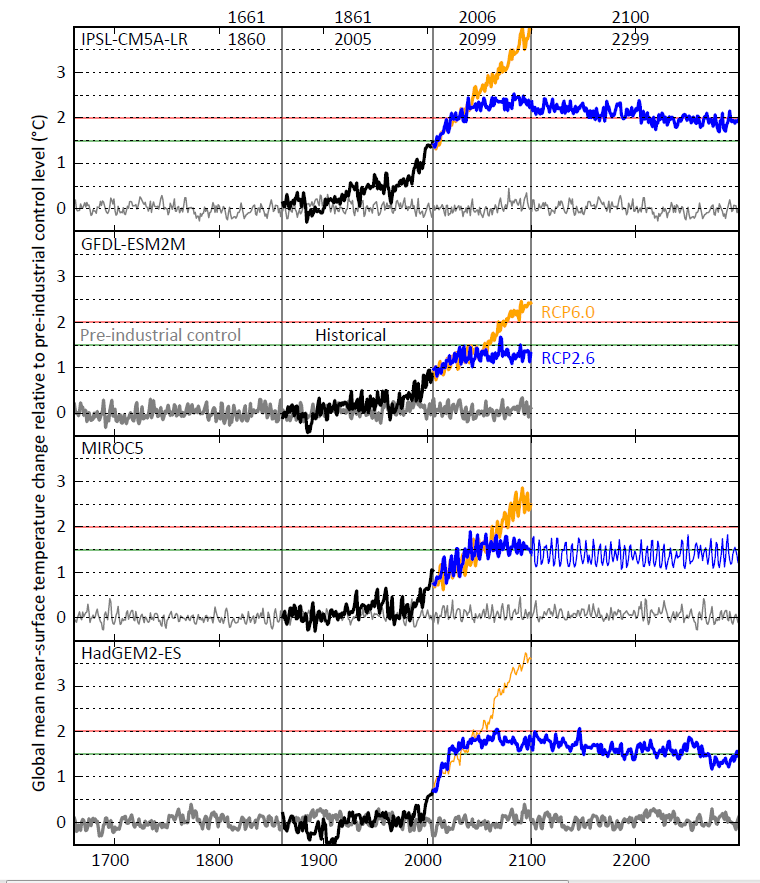 1661 1861 2006 2100
IPSL-CM5A-LR 1860 2005 2099 2299
3
2
1
0
GFDL-ESM2M
3
RCP6.0
2
Pre-industrial control Historical
RCP2.6
1
0
MIROC5
3
2
1
0
HadGEM2-ES
3
2
1
0
1700 1800 1900 2000 2100 2200
Global mean near-surface temperature change relative to pre-industrial control level (°C)